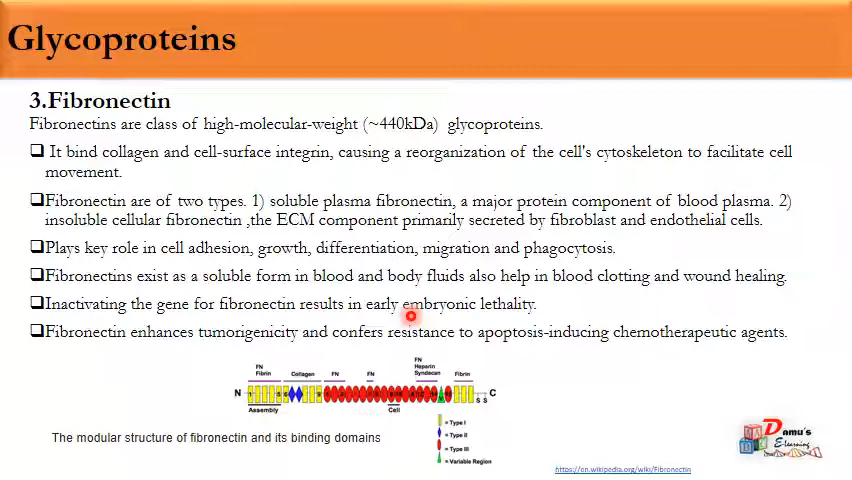 Glycoproteins
3.Fibronectin
Fibronectins are class of high-molecular-weight (~440kDa) glycoproteins.
It bind collagen and cell-surface integrin, causing a reorganization of the cell's cytoskeleton to facilitate cell
movement.
Fibronectin are of two types. 1) soluble plasma fibronectin, a major protein component of blood plasma. 2)
insoluble cellular fibronectin ,the ECM component primarily secreted by fibroblast and endothelial cells.
Plays key role in cell adhesion, growth, differentiation, migration and phagocytosis.
Fibronectins exist as a soluble form in blood and body fluids also help in blood clotting and wound healing.
Inactivating the gene for fibronectin results in early embryonic lethality.
Fibronectin enhances tumorigenicity and confers resistance to apoptosis-inducing chemotherapeutic agents.
FN
Fibrin
Collagen
FN
FN
FN
Heparin
Syndecan
Fibrin
N
C
S S
Assembly
Cell
= Type I
= Type II
= Type III
= Variable Region
The modular structure of fibronectin and its binding domains
Damu's
E-learning
https://en.wikipedia.org/wiki/Fibronectin